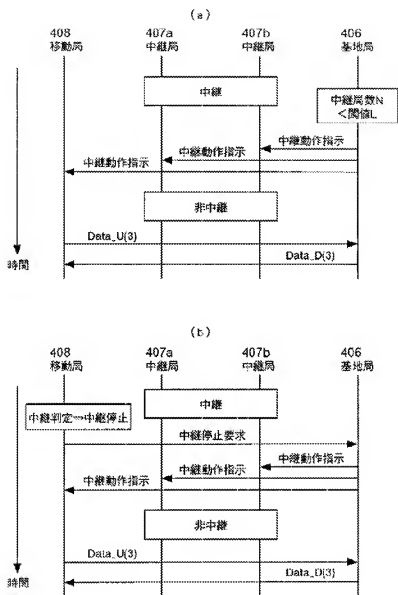 (a)
408 407a 407b 406
移動局 中継局 中継局 基地局
中継
中継局数N
<閾値L
中継動作指示
中継動作指示
中継動作指示
非中継
Data_U(3)
Data_D(3)
時間
(b)
408 407a 407b 406
移動局 中継局 中継局 基地局
中継
中継判定⇒中継停止
中継停止要求
中継動作指示
中継動作指示
中継動作指示
非中継
Data_U(3)
Data_D(3)
時間